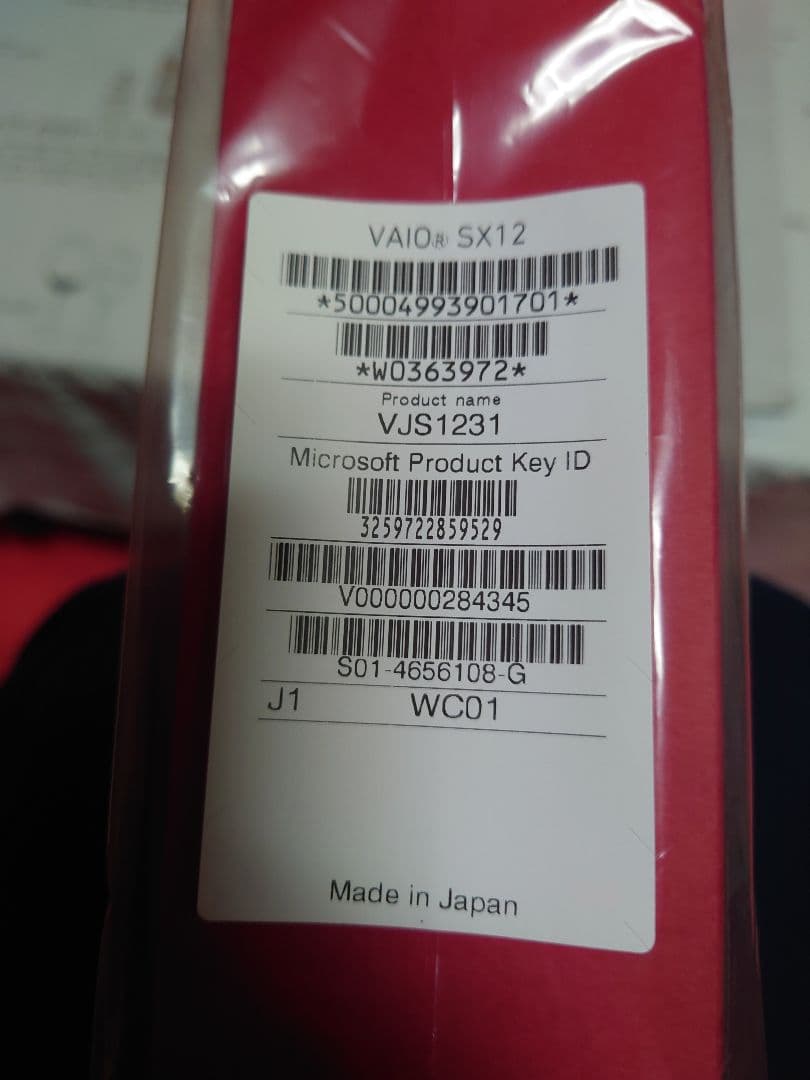 VAIO® SX12
*50004993901701*
*W0363972*
Product name
VJS1231
Microsoft Product Key ID
3259722859529
V000000284345
S01-4656108-G
J1 WC01
Made in Japan